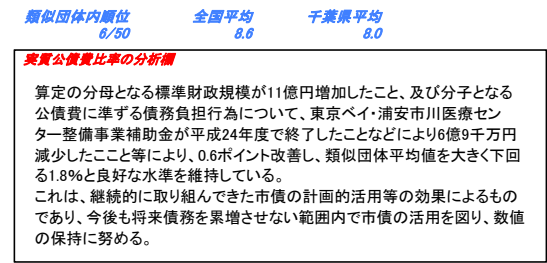 類似団体内順位 全国平均 千葉県平均
6/50 8.6 8.0
実質公債費比率の分析欄
算定の分母となる標準財政規模が11億円増加したこと、及び分子となる
公債費に準ずる債務負担行為について、東京ベイ・浦安市川医療セン
ター整備事業補助金が平成24年度で終了したことなどにより6億9千万円
減少したここと等により、0.6ポイント改善し、類似団体平均値を大きく下回
る1.8%と良好な水準を維持している。
これは、継続的に取り組んできた市債の計画的活用等の効果によるもの
であり、今後も将来債務を累増させない範囲内で市債の活用を図り、数値
の保持に努める。